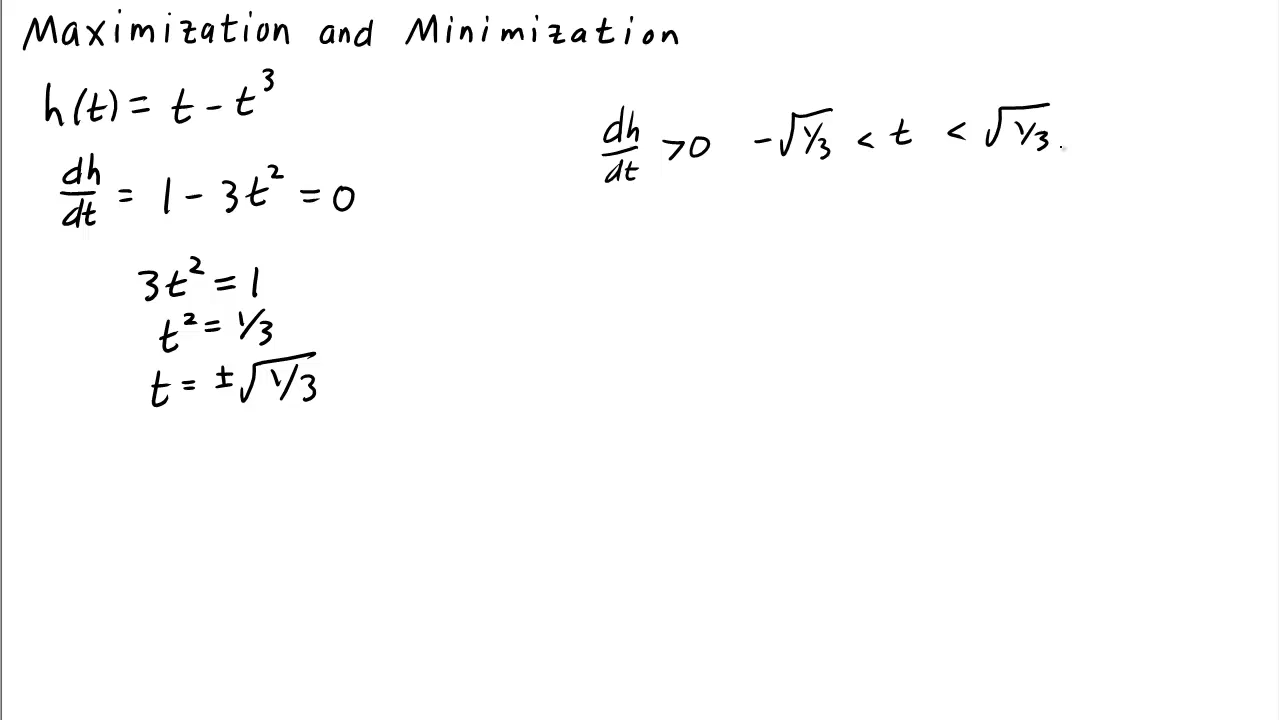 Maximization and Minimization
h(t) = t - t³
dh/dt = 1 - 3t² = 0
3t² = 1
t² = 1/3
t = ±√1/3
dh/dt >0 -√1/3 < t < √1/3